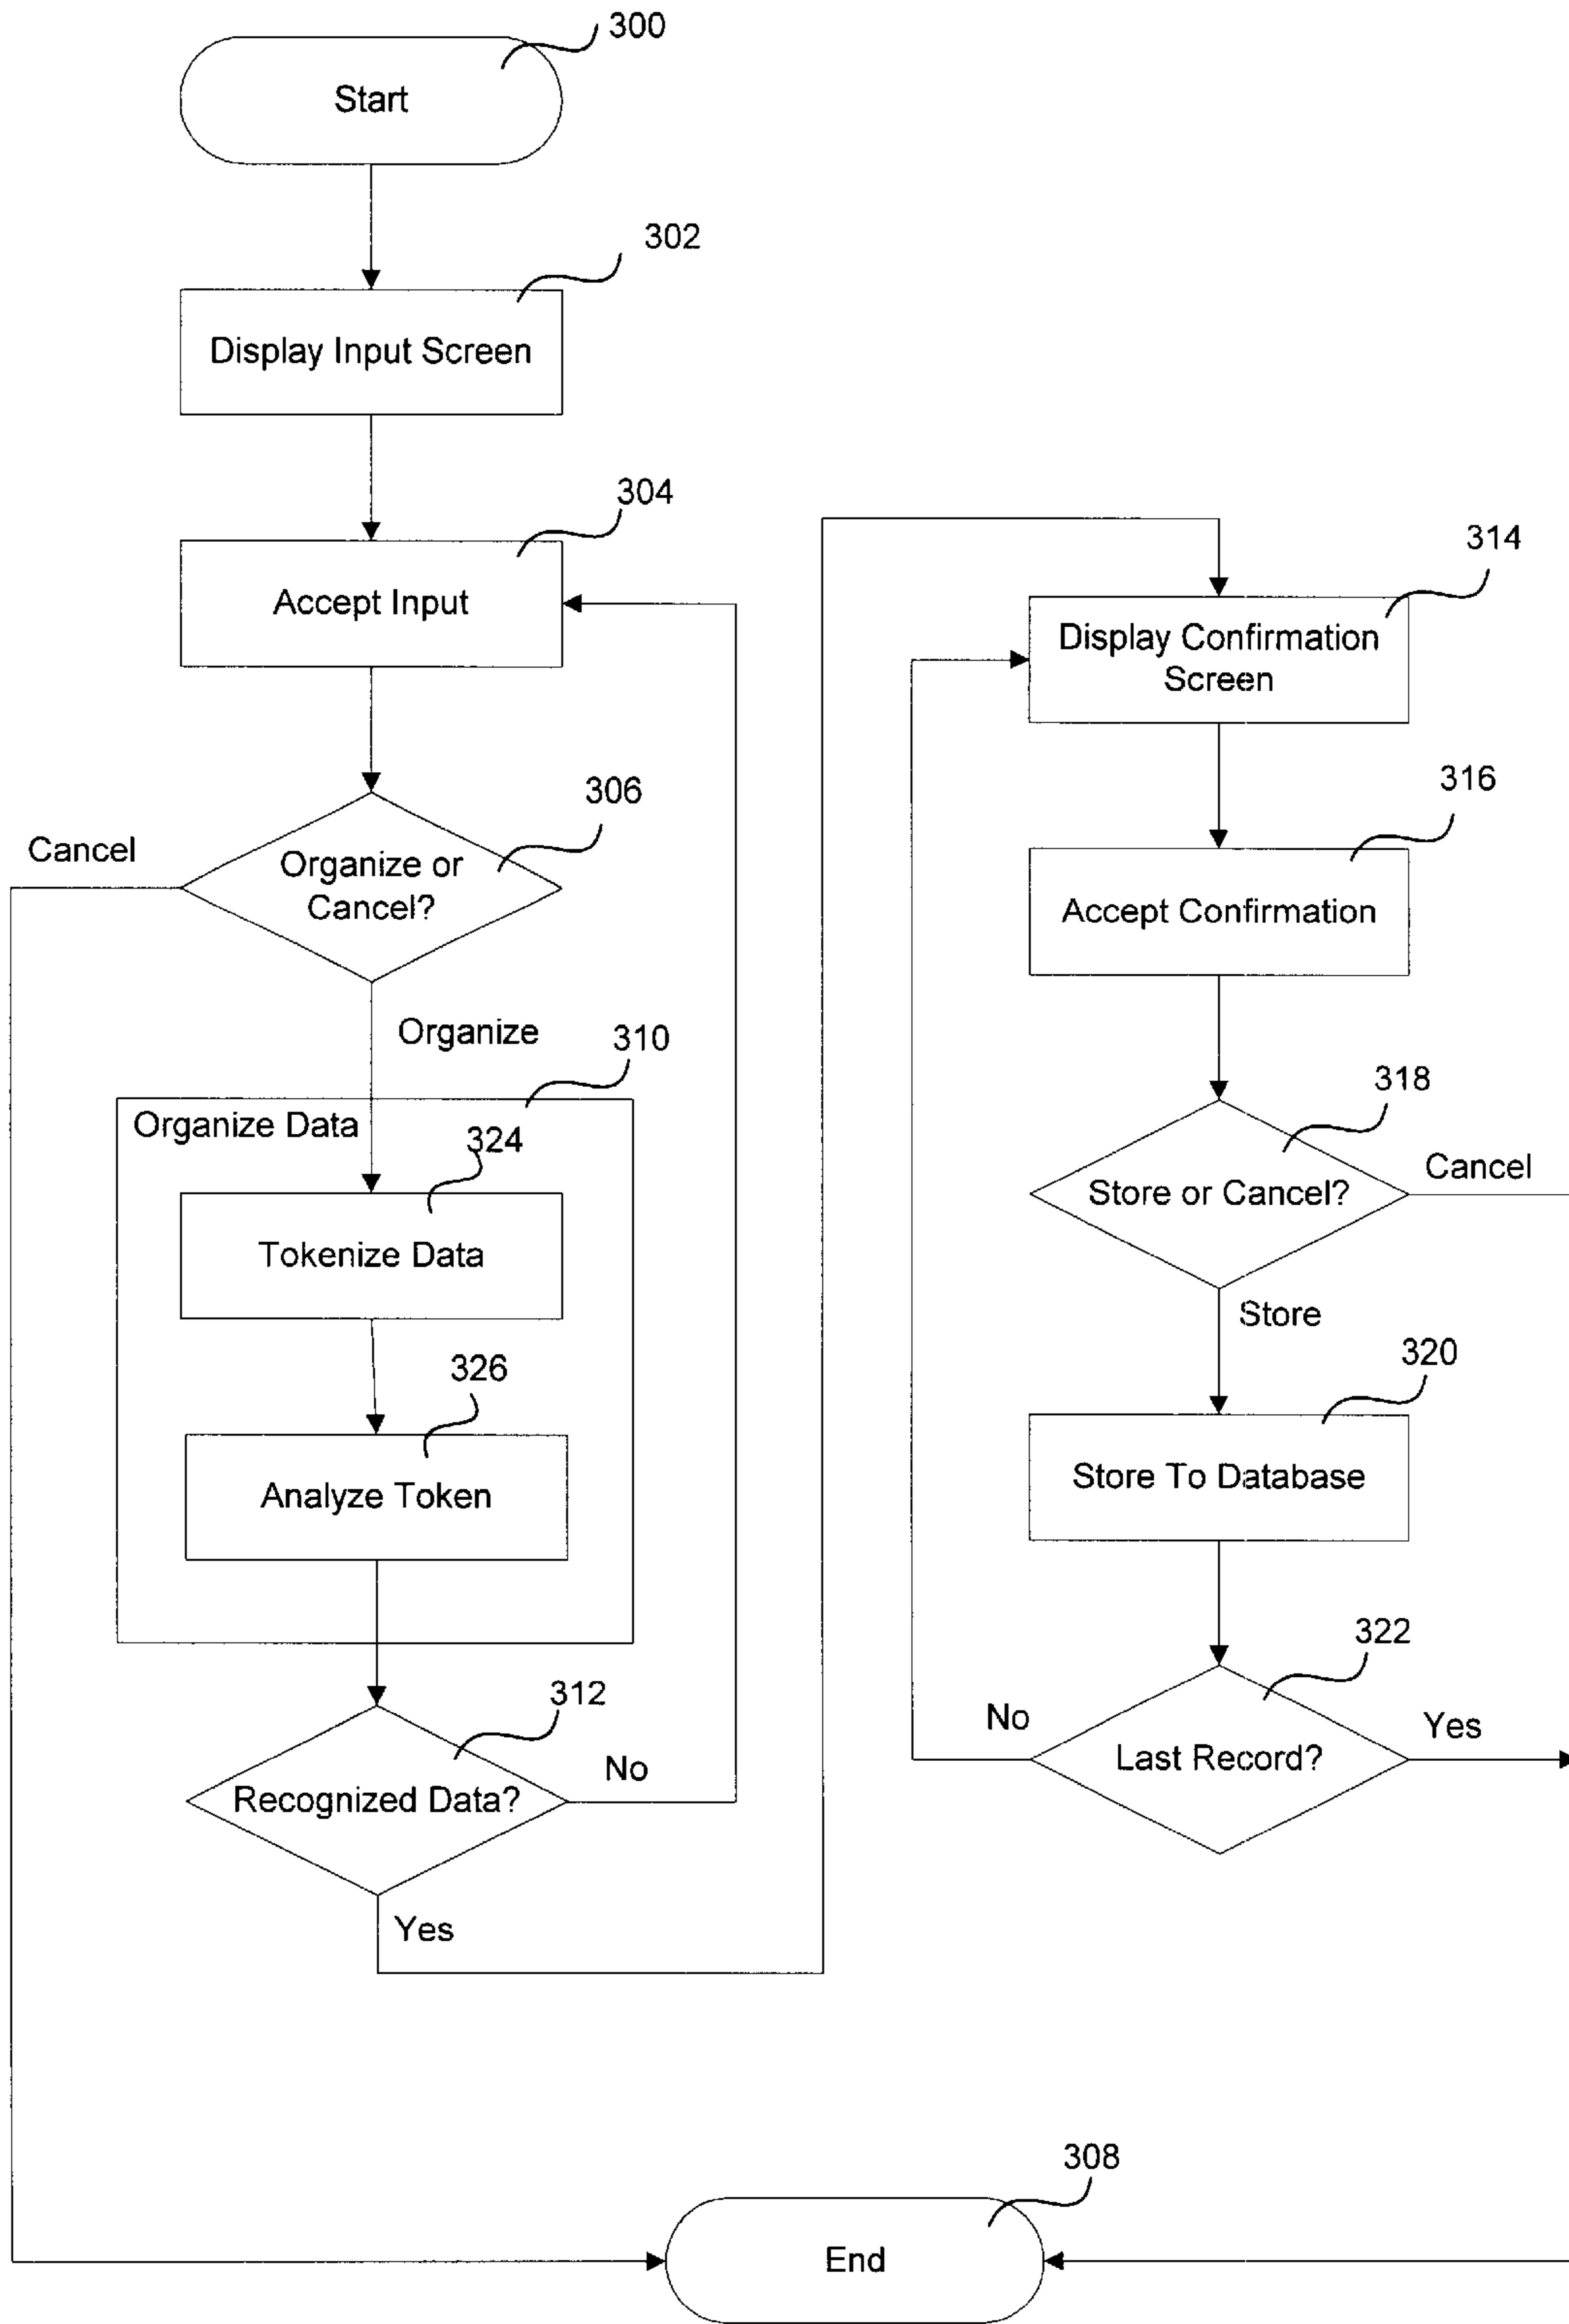 300
Start
302
Display Input Screen
304
Accept Input
306
Cancel
Organize or
Cancel?
Organize
310
Organize Data
324
Tokenize Data
326
Analyze Token
312
No
Recognized Data?
Yes
314
Display Confirmation
Screen
316
Accept Confirmation
318
Cancel
Store or Cancel?
Store
320
Store To Database
322
No
Yes
Last Record?
308
End